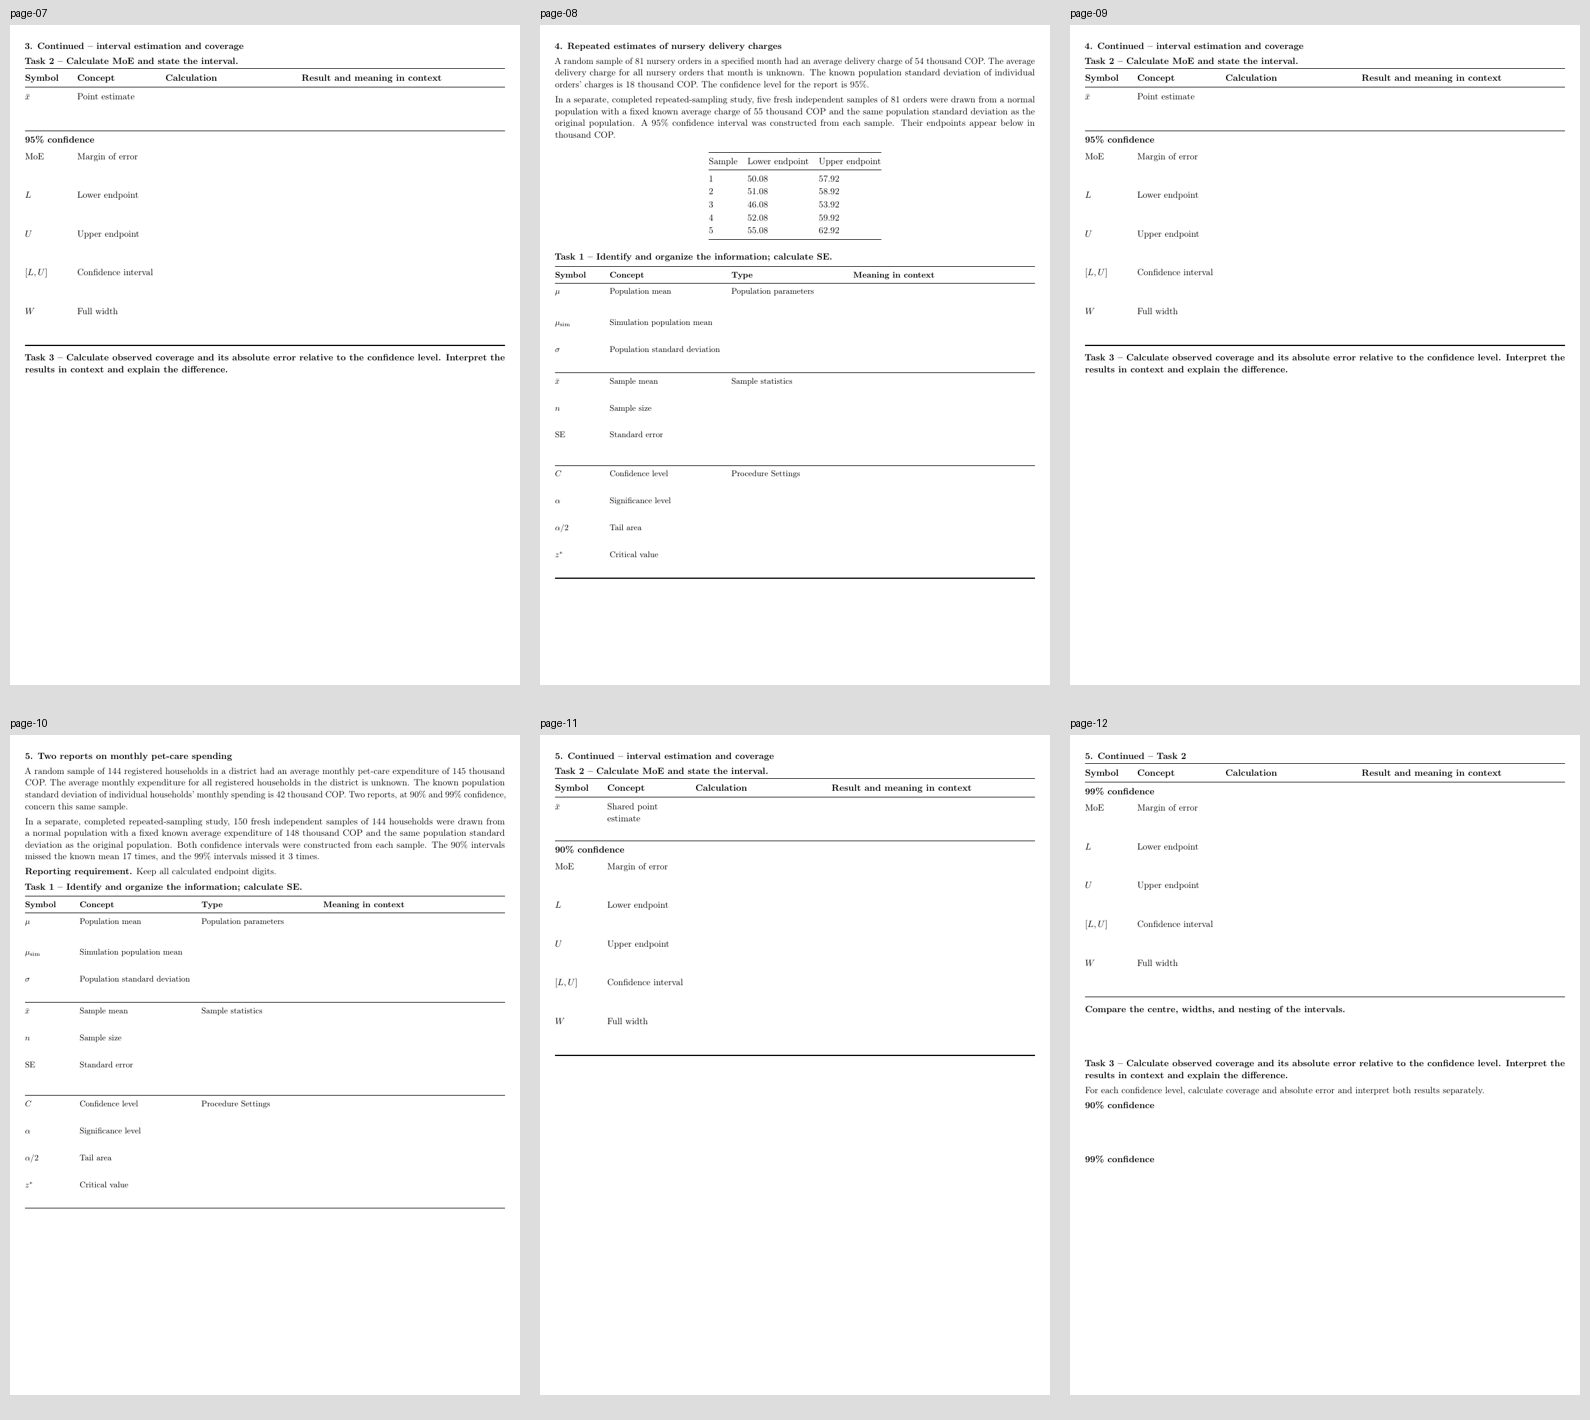 page-07
3. Continued – interval estimation and coverage
Task 2 – Calculate MoE and state the interval.
Symbol Concept Calculation Result and meaning in context
x̄ Point estimate
95% confidence
MoE Margin of error
L Lower endpoint
U Upper endpoint
[L, U] Confidence interval
W Full width
Task 3 – Calculate observed coverage and its absolute error relative to the confidence level. Interpret the
results in context and explain the difference.
page-08
4. Repeated estimates of nursery delivery charges
A random sample of 81 nursery orders in a specified month had an average delivery charge of 54 thousand COP. The average
delivery charge for all nursery orders that month is unknown. The known population standard deviation of individual
orders' charges is 18 thousand COP. The confidence level for the report is 95%.
In a separate, completed repeated-sampling study, five fresh independent samples of 81 orders were drawn from a normal
population with a fixed known average charge of 55 thousand COP and the same population standard deviation as the
original population. A 95% confidence interval was constructed from each sample. Their endpoints appear below in
thousand COP.
Sample Lower endpoint Upper endpoint
1 50.08 57.92
2 51.08 58.92
3 46.08 53.92
4 52.08 59.92
5 55.08 62.92
Task 1 – Identify and organize the information; calculate SE.
Symbol Concept Type Meaning in context
μ Population mean Population parameters
μsim Simulation population mean
σ Population standard deviation
x̄ Sample mean Sample statistics
n Sample size
SE Standard error
C Confidence level Procedure Settings
α Significance level
α/2 Tail area
z* Critical value
page-09
4. Continued – interval estimation and coverage
Task 2 – Calculate MoE and state the interval.
Symbol Concept Calculation Result and meaning in context
x̄ Point estimate
95% confidence
MoE Margin of error
L Lower endpoint
U Upper endpoint
[L, U] Confidence interval
W Full width
Task 3 – Calculate observed coverage and its absolute error relative to the confidence level. Interpret the
results in context and explain the difference.
page-10
5. Two reports on monthly pet-care spending
A random sample of 144 registered households in a district had an average monthly pet-care expenditure of 145 thousand
COP. The average monthly expenditure for all registered households in the district is unknown. The known population
standard deviation of individual households' monthly spending is 42 thousand COP. Two reports, at 90% and 99% confidence,
concern this same sample.
In a separate, completed repeated-sampling study, 150 fresh independent samples of 144 households were drawn from
a normal population with a fixed known average expenditure of 148 thousand COP and the same population standard
deviation as the original population. Both confidence intervals were constructed from each sample. The 90% intervals
missed the known mean 17 times, and the 99% intervals missed it 3 times.
Reporting requirement. Keep all calculated endpoint digits.
Task 1 – Identify and organize the information; calculate SE.
Symbol Concept Type Meaning in context
μ Population mean Population parameters
μsim Simulation population mean
σ Population standard deviation
x̄ Sample mean Sample statistics
n Sample size
SE Standard error
C Confidence level Procedure Settings
α Significance level
α/2 Tail area
z* Critical value
page-11
5. Continued – interval estimation and coverage
Task 2 – Calculate MoE and state the interval.
Symbol Concept Calculation Result and meaning in context
x̄ Shared point
estimate
90% confidence
MoE Margin of error
L Lower endpoint
U Upper endpoint
[L, U] Confidence interval
W Full width
page-12
5. Continued – Task 2
Symbol Concept Calculation Result and meaning in context
99% confidence
MoE Margin of error
L Lower endpoint
U Upper endpoint
[L, U] Confidence interval
W Full width
Compare the centre, widths, and nesting of the intervals.
Task 3 – Calculate observed coverage and its absolute error relative to the confidence level. Interpret the
results in context and explain the difference.
For each confidence level, calculate coverage and absolute error and interpret both results separately.
90% confidence
99% confidence